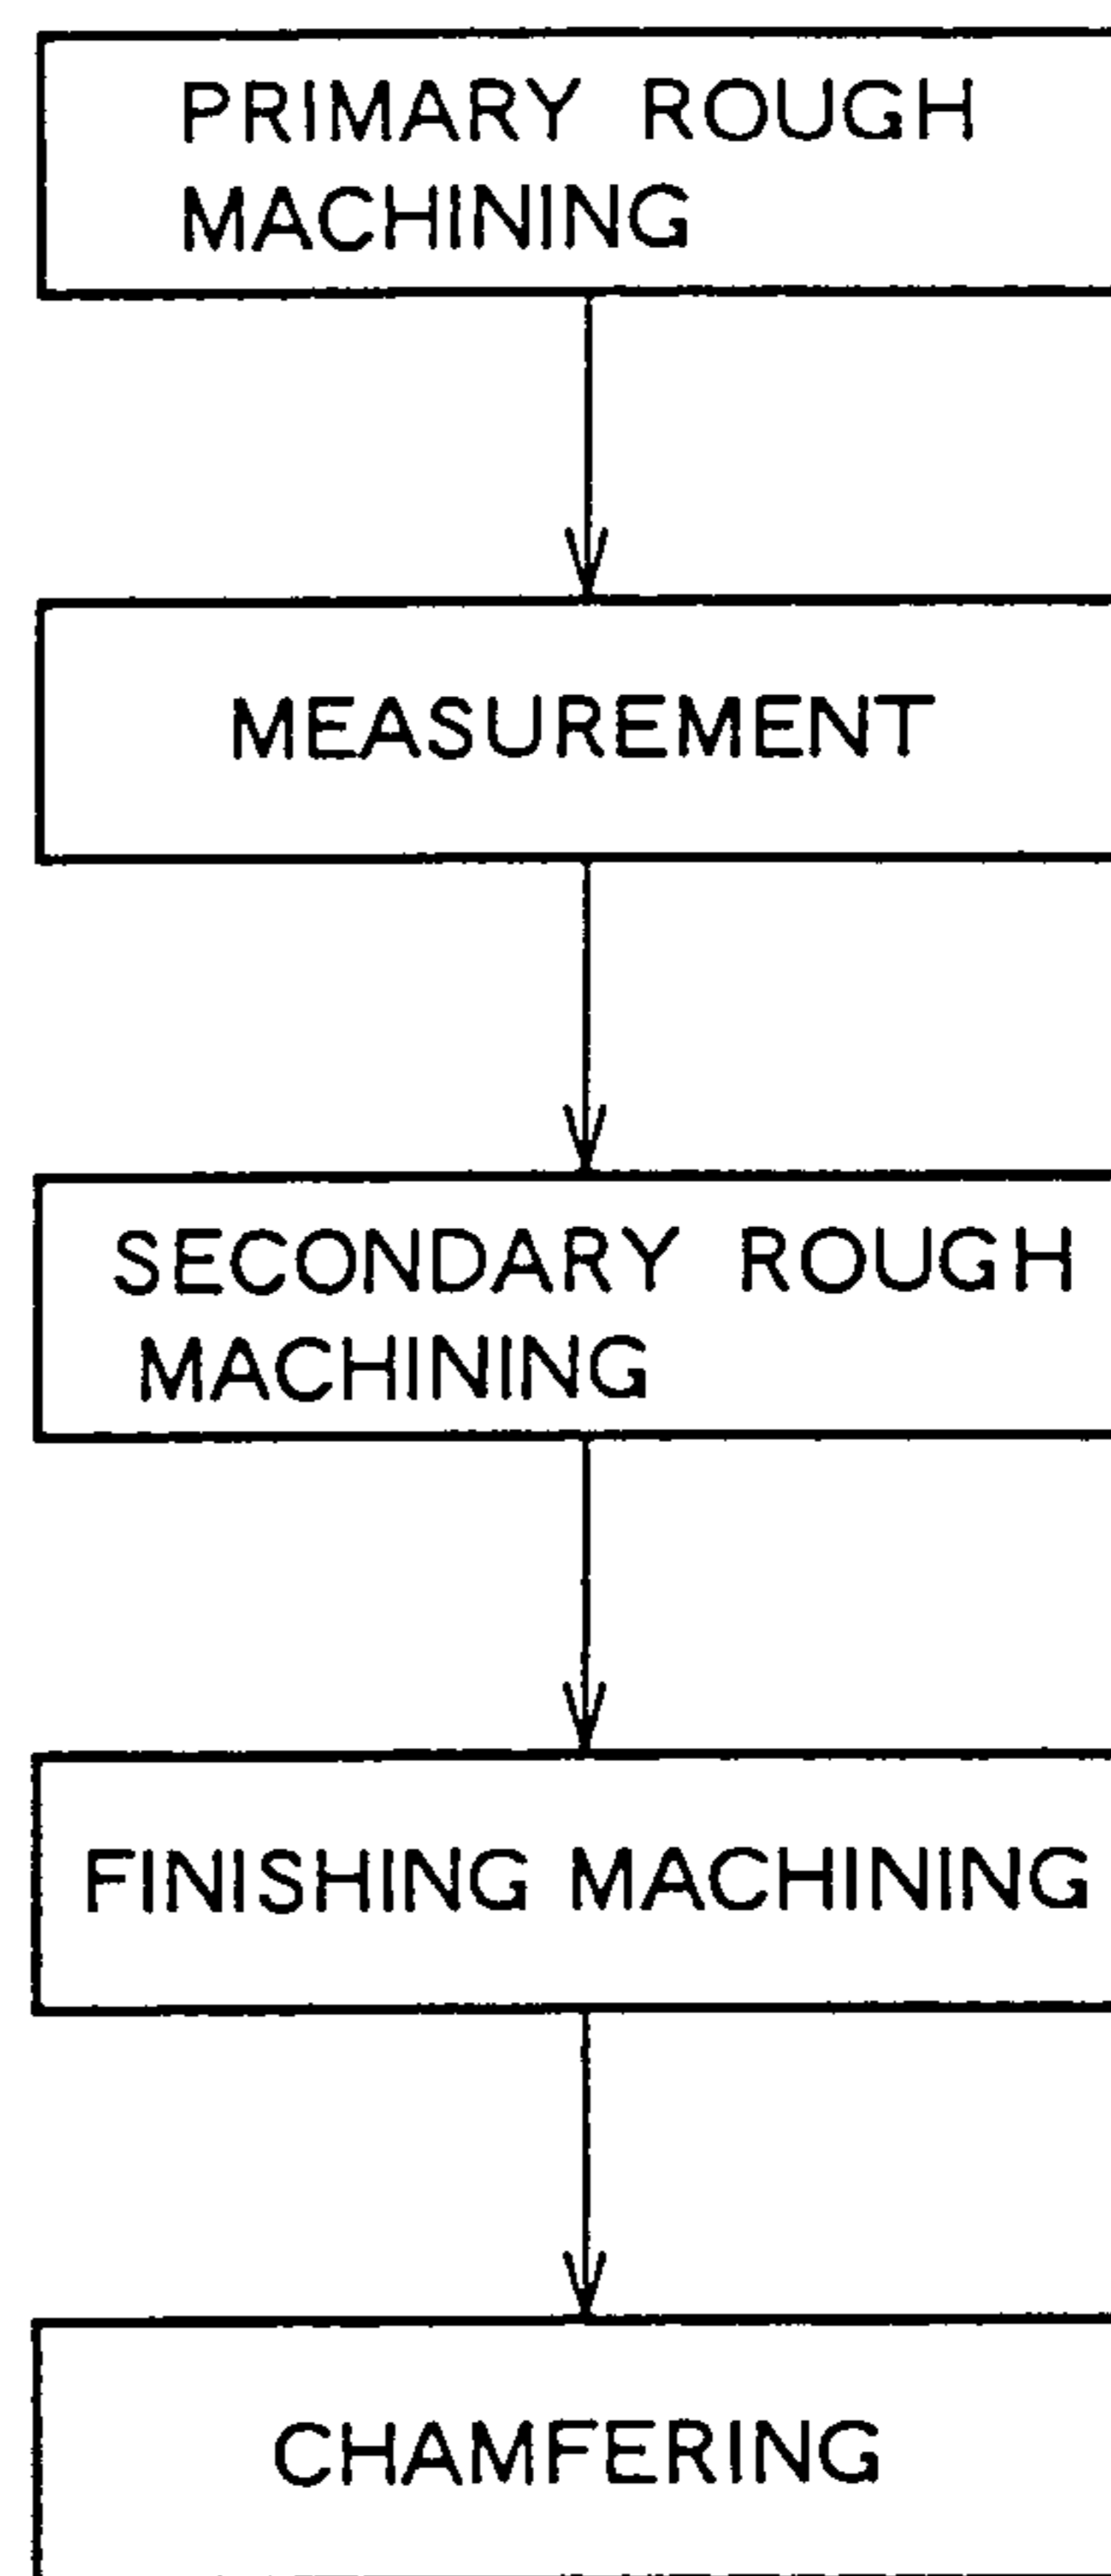 PRIMARY ROUGH
MACHINING
MEASUREMENT
SECONDARY ROUGH
MACHINING
FINISHING MACHINING
CHAMFERING